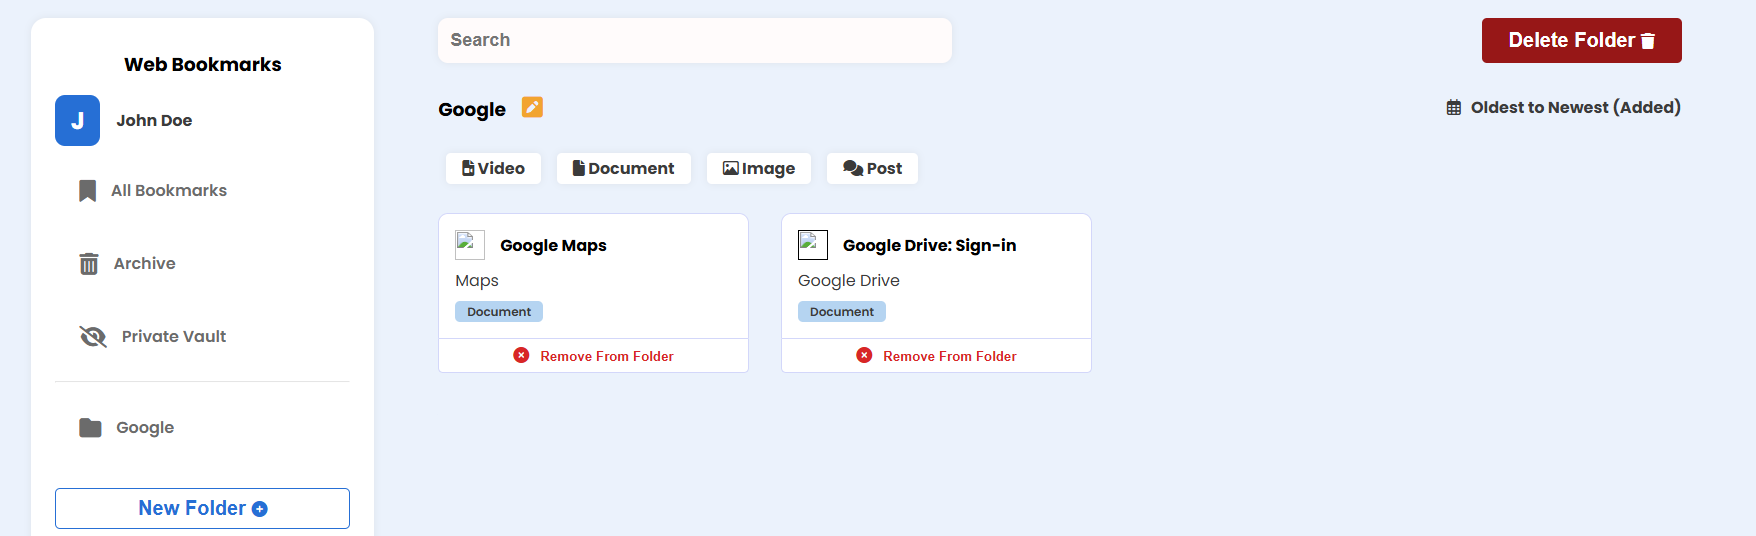 Web Bookmarks
J
John Doe
All Bookmarks
Archive
Private Vault
Google
New Folder
Search
Delete Folder
Google
Oldest to Newest (Added)
Video
Document
Image
Post
Google Maps
Maps
Document
Remove From Folder
Google Drive: Sign-in
Google Drive
Document
Remove From Folder